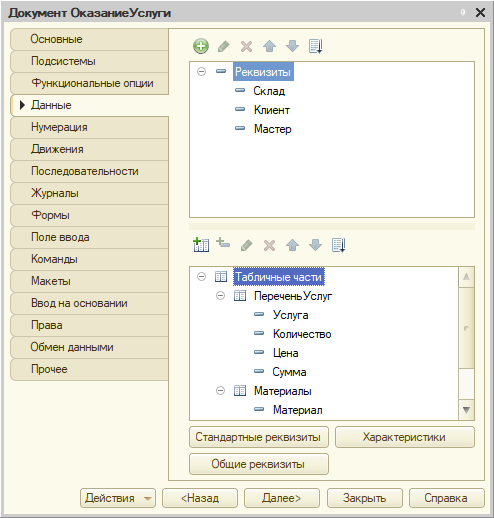 Документ ОказаниеУслуги
Основные
Подсистемы
Функциональные опции
Данные
Нумерация
Движения
Последовательности
Журналы
Формы
Поле ввода
Команды
Макеты
Ввод на основании
Права
Обмен данными
Прочее
Реквизиты
Склад
Клиент
Мастер
Табличные части
ПереченьУслуг
Услуга
Количество
Цена
Сумма
Материалы
Материал
Стандартные реквизиты
Характеристики
Общие реквизиты
Действия
<Назад
Далее>
Закрыть
Справка